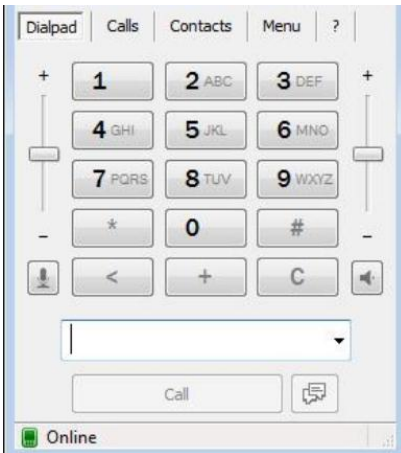 Dialpad Calls Contacts Menu ?
+ 1 2 ABC 3 DEF +
4 GHI 5 JKL 6 MNO
7 PQRS 8 TUV 9 WXYZ
- * 0 # -
< + C
Call
Online